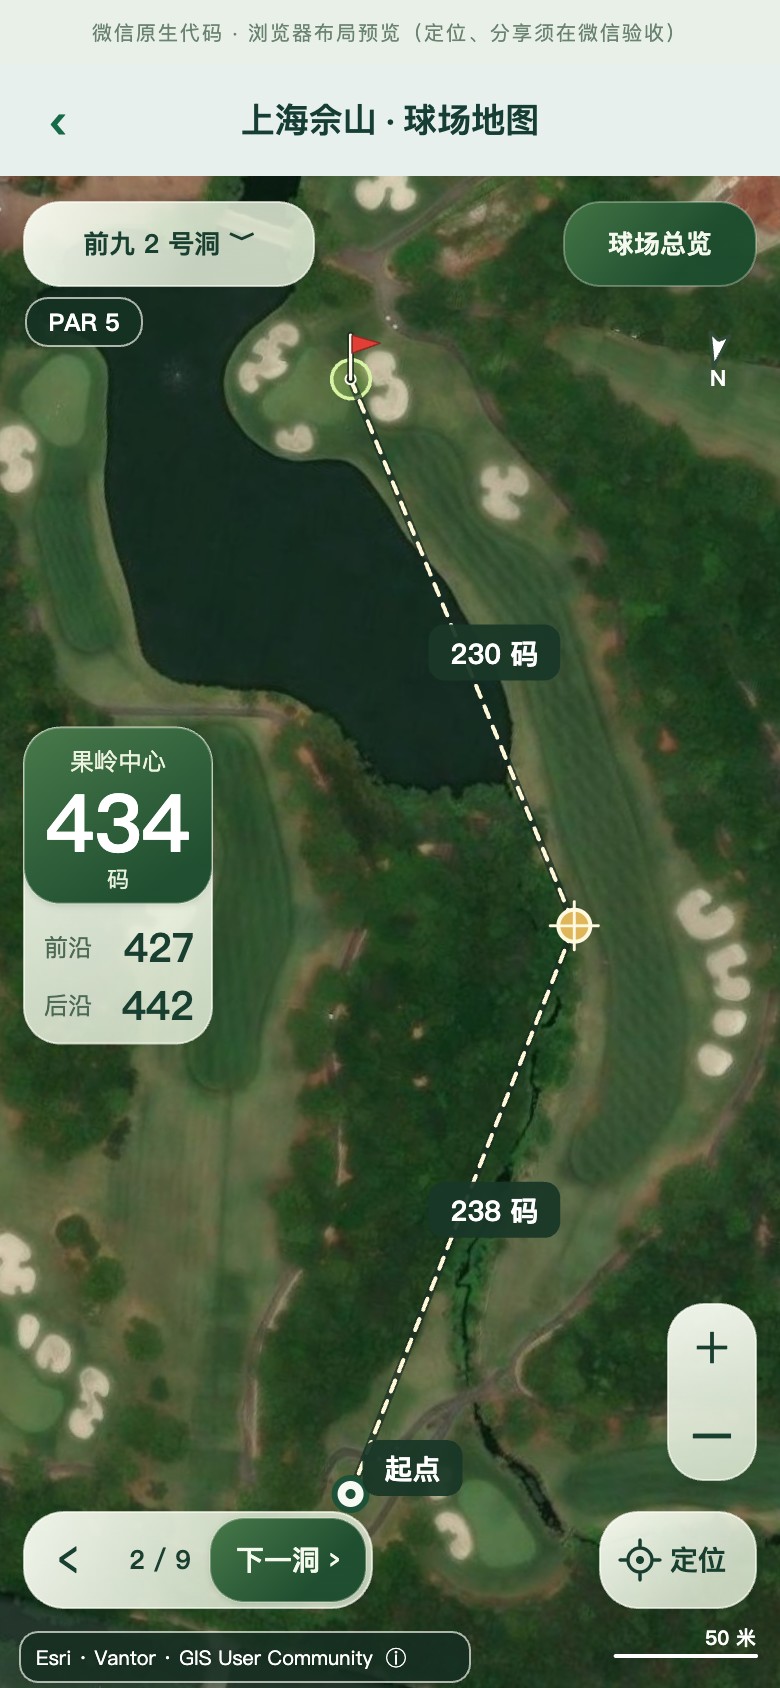 微信原生代码 · 浏览器布局预览（定位、分享须在微信验收）
‹ 上海佘山 · 球场地图
前九 2 号洞
球场总览
PAR 5
N
230 码
果岭中心
434
码
前沿 427
后沿 442
238 码
+
−
起点
< 2 / 9 下一洞 ›
定位
50 米
Esri · Vantor · GIS User Community ⓘ